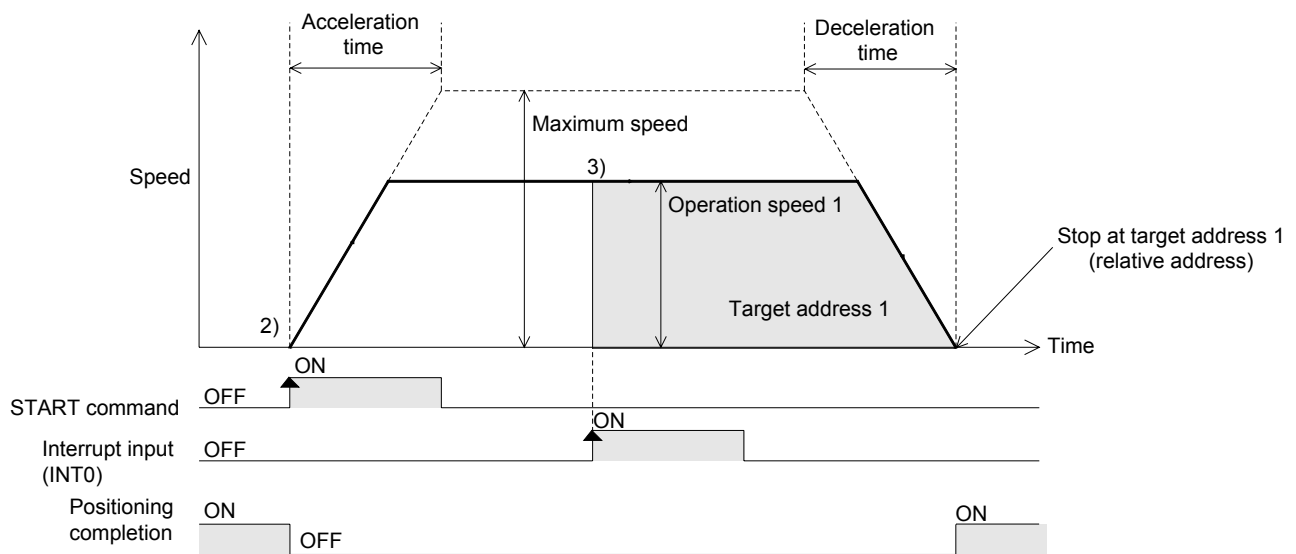 Acceleration
time
Deceleration
time
Maximum speed
3)
Speed
Operation speed 1
Stop at target address 1
(relative address)
Target address 1
2)
Time
ON
START command
OFF
ON
Interrupt input
(INT0)
OFF
Positioning
completion
ON
OFF
ON